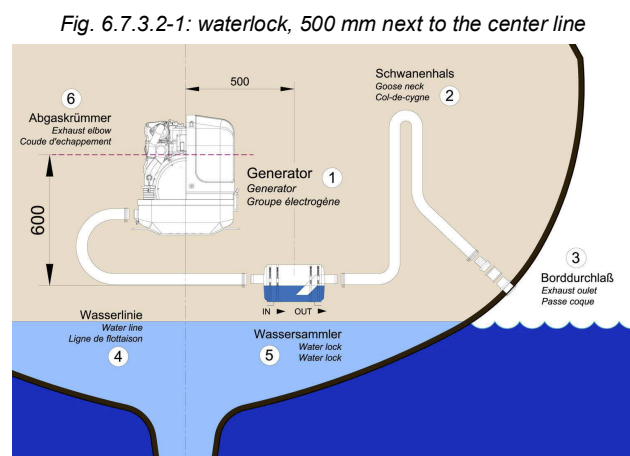 Fig. 6.7.3.2-1: waterlock, 500 mm next to the center line
500
6
Abgaskrümmer
Exhaust elbow
Coude d'echappement
Schwanenhals
Goose neck
Col-de-cygne
2
Generator
Generator
Groupe électrogène
1
600
3
Borddurchlaß
Exhaust oulet
Passe coque
IN
OUT
Wasserlinie
Water line
Ligne de flottaison
4
Wassersammler
Water lock
Water lock
5